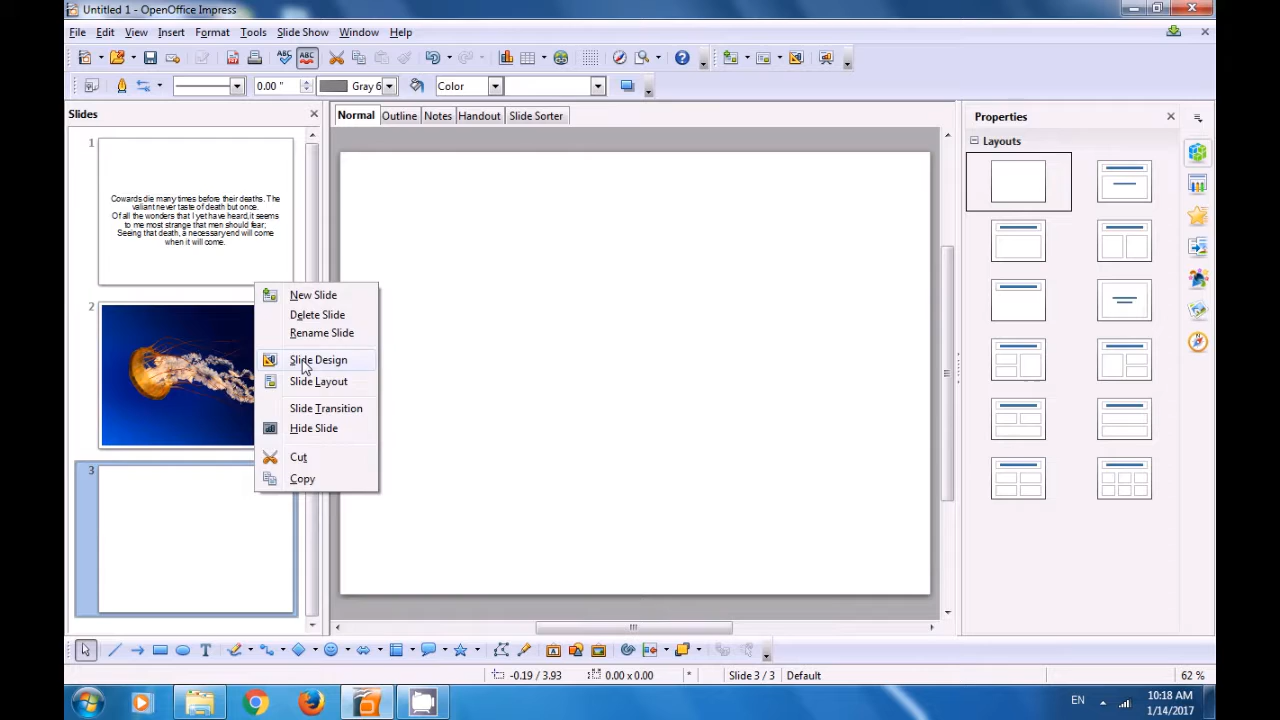 Untitled 1 - OpenOffice Impress
File Edit View Insert Format Tools Slide Show Window Help
0.00 " Gray 6 Color
Slides
Normal Outline Notes Handout Slide Sorter
Properties
Layouts
1
Cowards die many times before their deaths. The
valiant never taste of death but once.
Of all the wonders that I yet have heard, it seems
to me most strange that men should fear;
Seeing that death, a necessary end will come
when it will come.
2
New Slide
Delete Slide
Rename Slide
Slide Design
Slide Layout
Slide Transition
Hide Slide
Cut
Copy
3
-0.19 / 3.93 0.00 x 0.00 * Slide 3 / 3 Default 62 %
EN 10:18 AM
1/14/2017